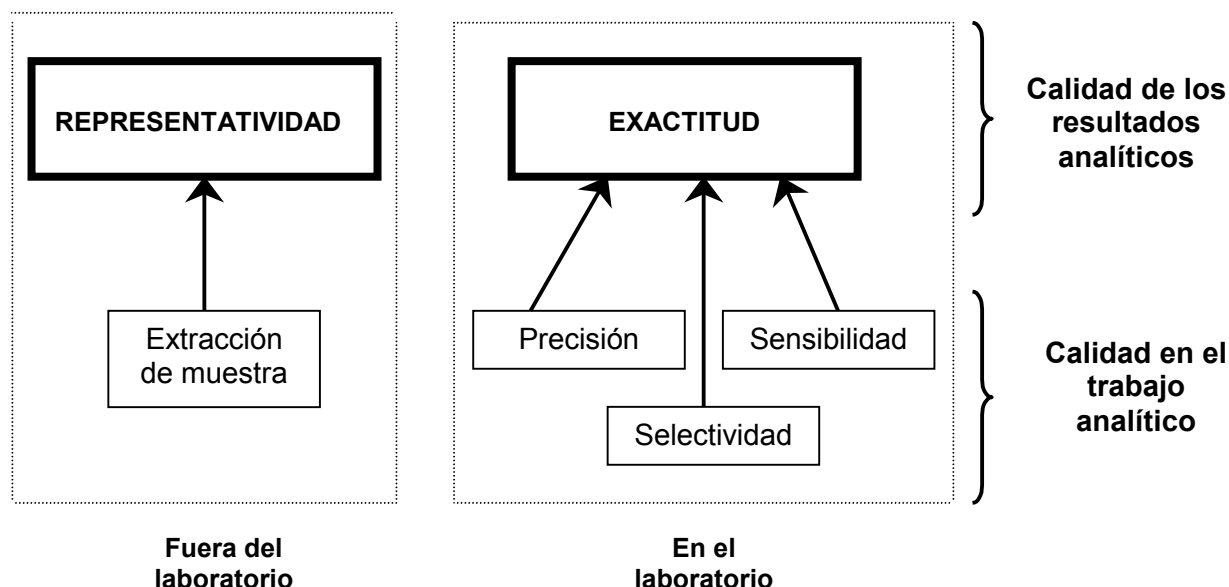 REPRESENTATIVIDAD
EXACTITUD
Calidad de los
resultados
analíticos
Extracción
de muestra
Precisión
Sensibilidad
Selectividad
Calidad en el
trabajo
analítico
Fuera del
laboratorio
En el
laboratorio